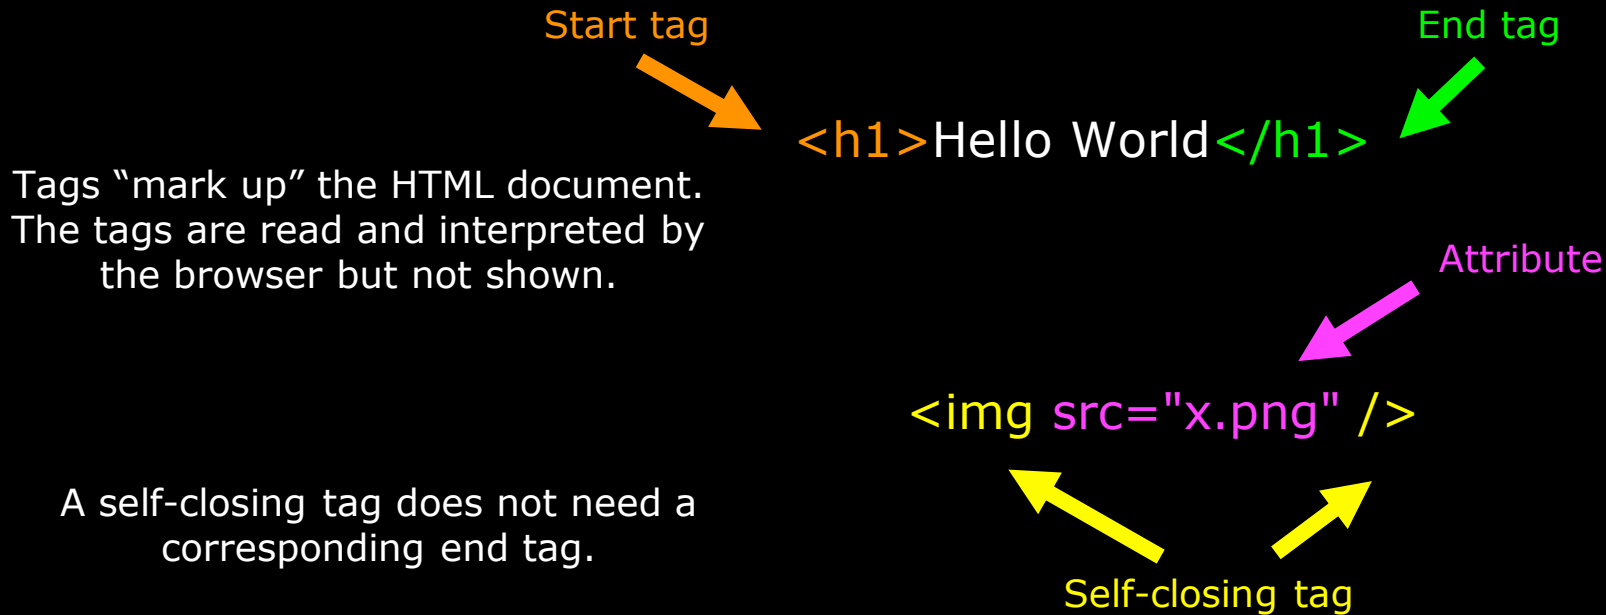 Start tag
End tag
<h1>Hello World</h1>
Tags “mark up” the HTML document.
The tags are read and interpreted by
the browser but not shown.
Attribute
<img src="x.png" />
A self-closing tag does not need a
corresponding end tag.
Self-closing tag